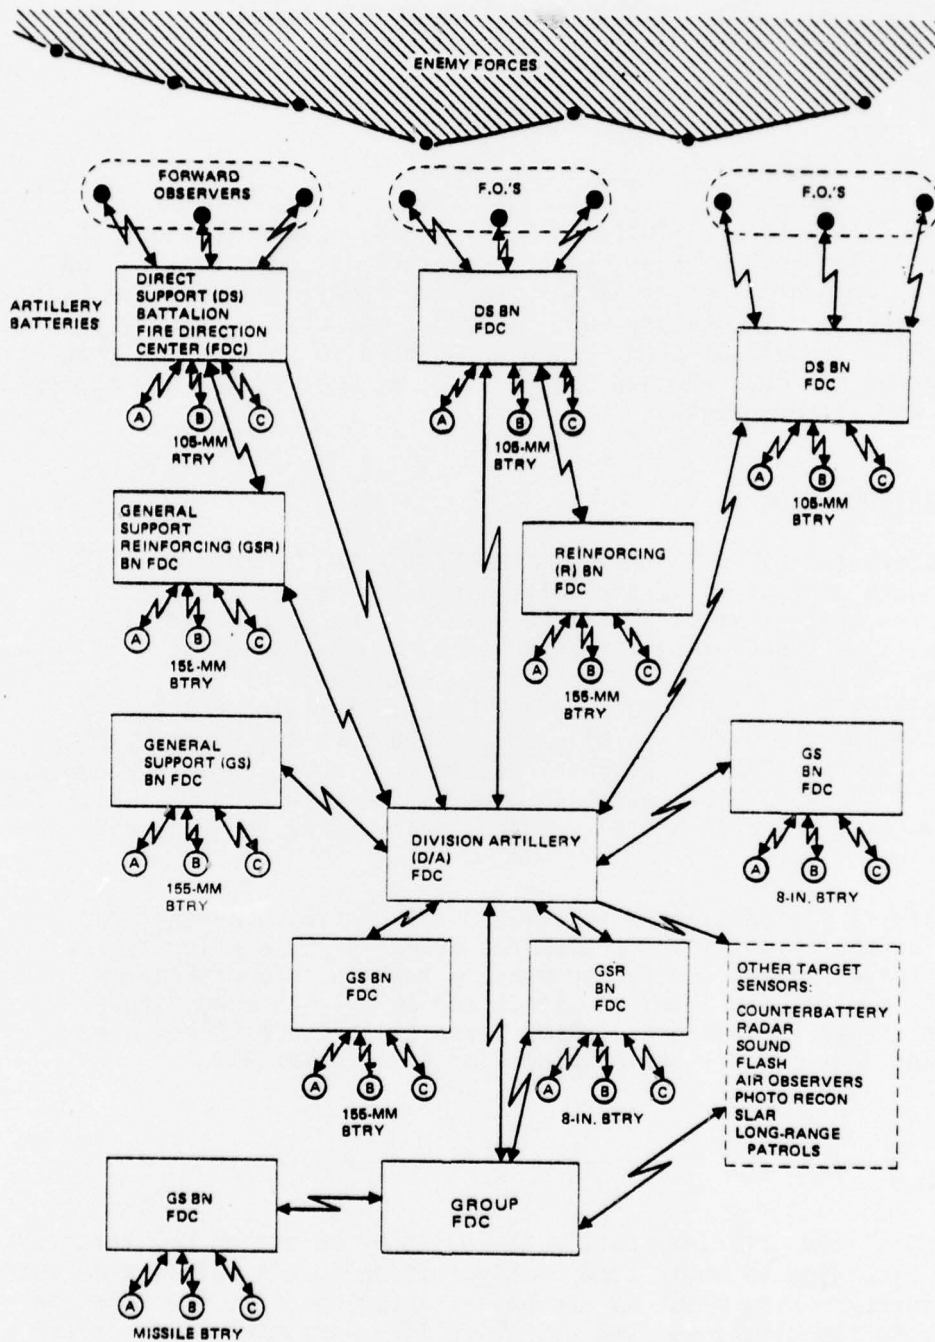 ENEMY FORCES
FORWARD
OBSERVERS
F.O.'S
F.O.'S
ARTILLERY
BATTERIES
DIRECT
SUPPORT (DS)
BATTALION
FIRE DIRECTION
CENTER (FDC)
DS BN
FDC
DS BN
FDC
A
B
C
105-MM
BTRY
A
B
C
105-MM
BTRY
A
B
C
105-MM
BTRY
GENERAL
SUPPORT
REINFORCING (GSR)
BN FDC
REINFORCING
(R) BN
FDC
A
B
C
155-MM
BTRY
A
B
C
155-MM
BTRY
GENERAL
SUPPORT (GS)
BN FDC
GS
BN
FDC
DIVISION ARTILLERY
(D/A)
FDC
A
B
C
155-MM
BTRY
A
B
C
8-IN. BTRY
GS BN
FDC
GSR
BN
FDC
OTHER TARGET
SENSORS:
COUNTERBATTERY
RADAR
SOUND
FLASH
AIR OBSERVERS
PHOTO RECON
SLAR
LONG-RANGE
PATROLS
A
B
C
155-MM
BTRY
A
B
C
8-IN. BTRY
GS BN
FDC
GROUP
FDC
A
B
C
MISSILE BTRY